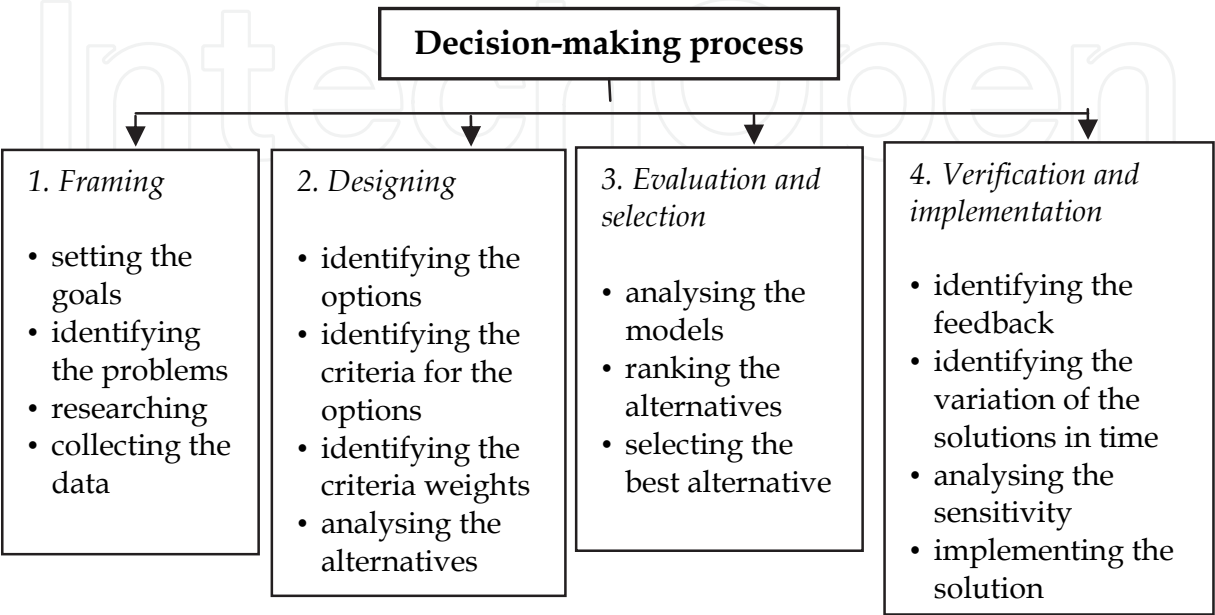 IntechOpen
Decision-making process
1. Framing
• setting the
goals
• identifying
the problems
• researching
• collecting the
data
2. Designing
• identifying the
options
• identifying the
criteria for the
options
• identifying the
criteria weights
• analysing the
alternatives
3. Evaluation and
selection
• analysing the
models
• ranking the
alternatives
• selecting the
best alternative
4. Verification and
implementation
• identifying the
feedback
• identifying the
variation of the
solutions in time
• analysing the
sensitivity
• implementing the
solution